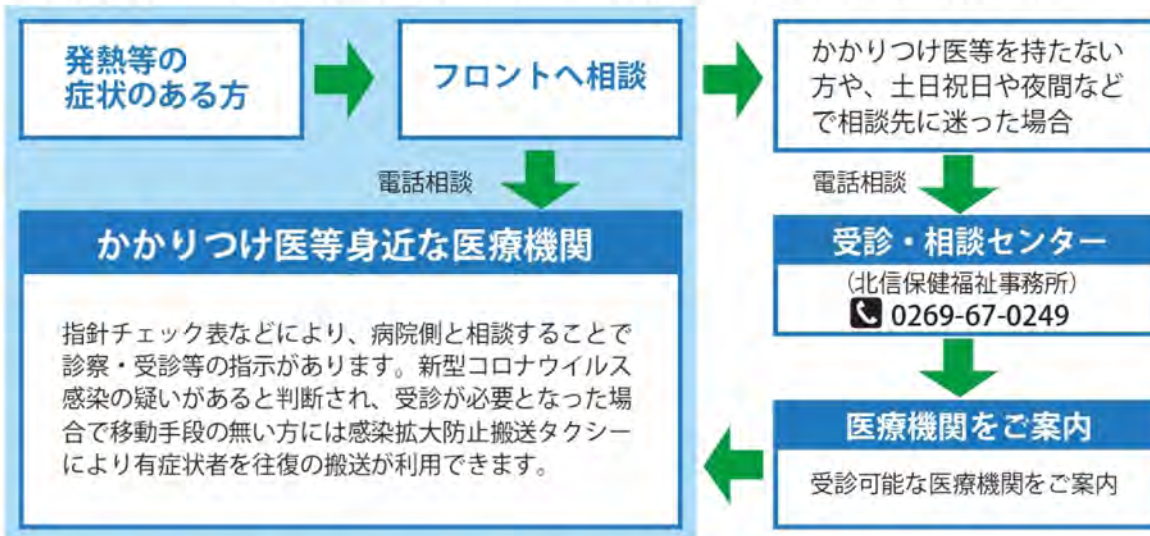 発熱等の
症状のある方
フロントへ相談
かかりつけ医等を持たない
方や、土日祝日や夜間など
で相談先に迷った場合
電話相談
電話相談
かかりつけ医等身近な医療機関
指針チェック表などにより、病院側と相談することで
診察・受診等の指示があります。新型コロナウイルス
感染の疑いがあると判断され、受診が必要となった場
合で移動手段の無い方には感染拡大防止搬送タクシー
により有症状者を往復の搬送が利用できます。
受診・相談センター
（北信保健福祉事務所）
0269-67-0249
医療機関をご案内
受診可能な医療機関をご案内